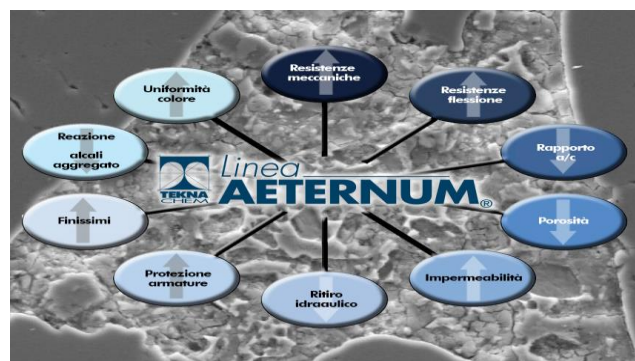 Resistenze
meccaniche
Resistenze
flessione
Rapporto
a/c
Porosità
Impermeabilità
Ritiro
idraaulico
Protezione
armature
Finissimi
Reazione
alcali
aggregato
Uniformità
colore
TEKNA
CHEM
Linea
AETERNUM®